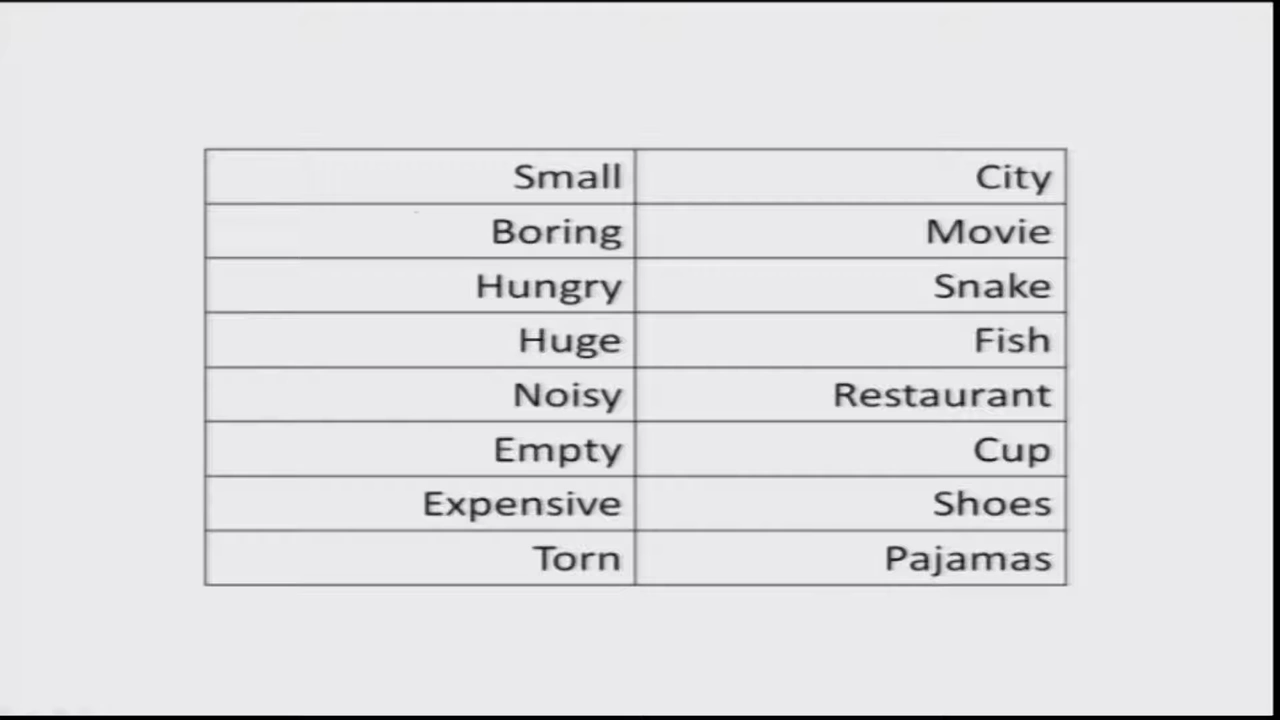 Small City
Boring Movie
Hungry Snake
Huge Fish
Noisy Restaurant
Empty Cup
Expensive Shoes
Torn Pajamas